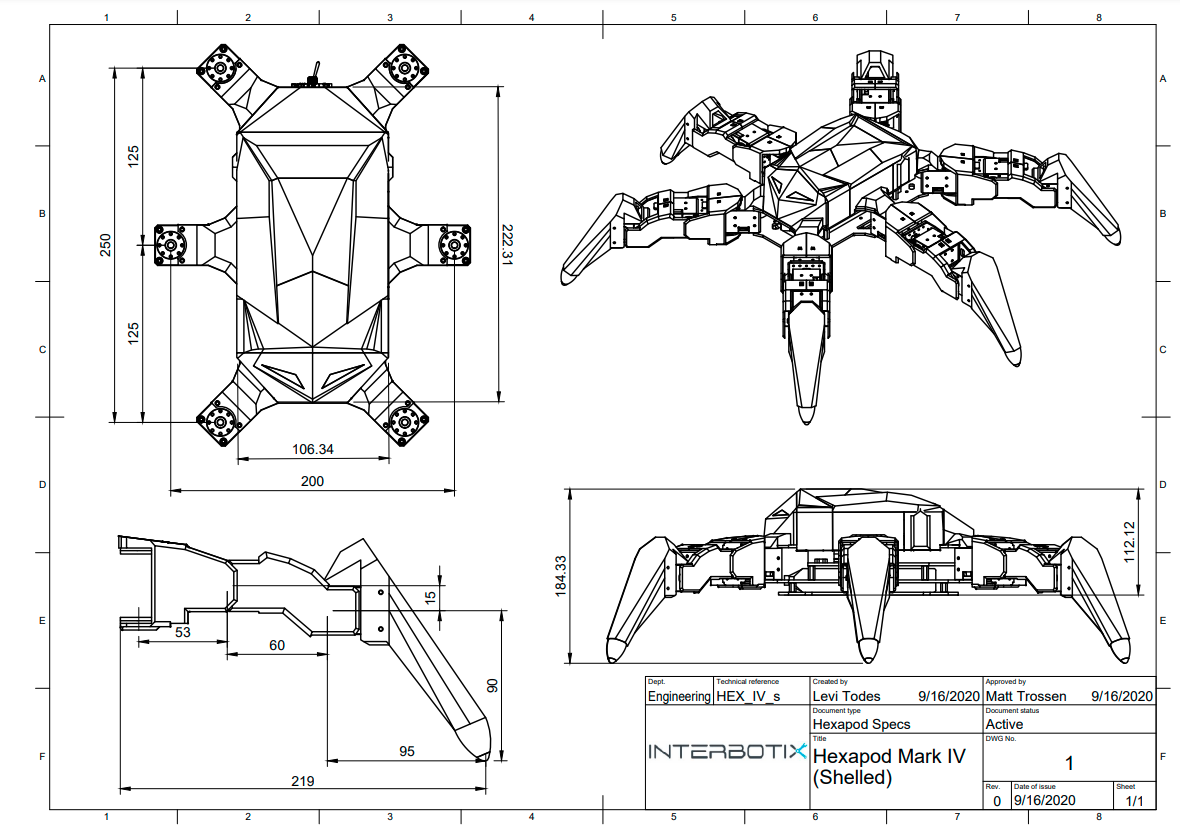 1 2 3 4 5 6 7 8
A A
B B
C C
D D
E E
F F
125
250
125
222.31
106.34
200
53
60
15
90
95
219
184.33
112.12
Dept. Technical reference Created by Approved by
Engineering HEX_IV_s Levi Todes 9/16/2020 Matt Trossen 9/16/2020
Document type Document status
Hexapod Specs Active
INTERBOTIX
Title DWG No.
Hexapod Mark IV
(Shelled)
1
Rev. Date of issue Sheet
0 9/16/2020 1/1
1 2 3 4 5 6 7 8